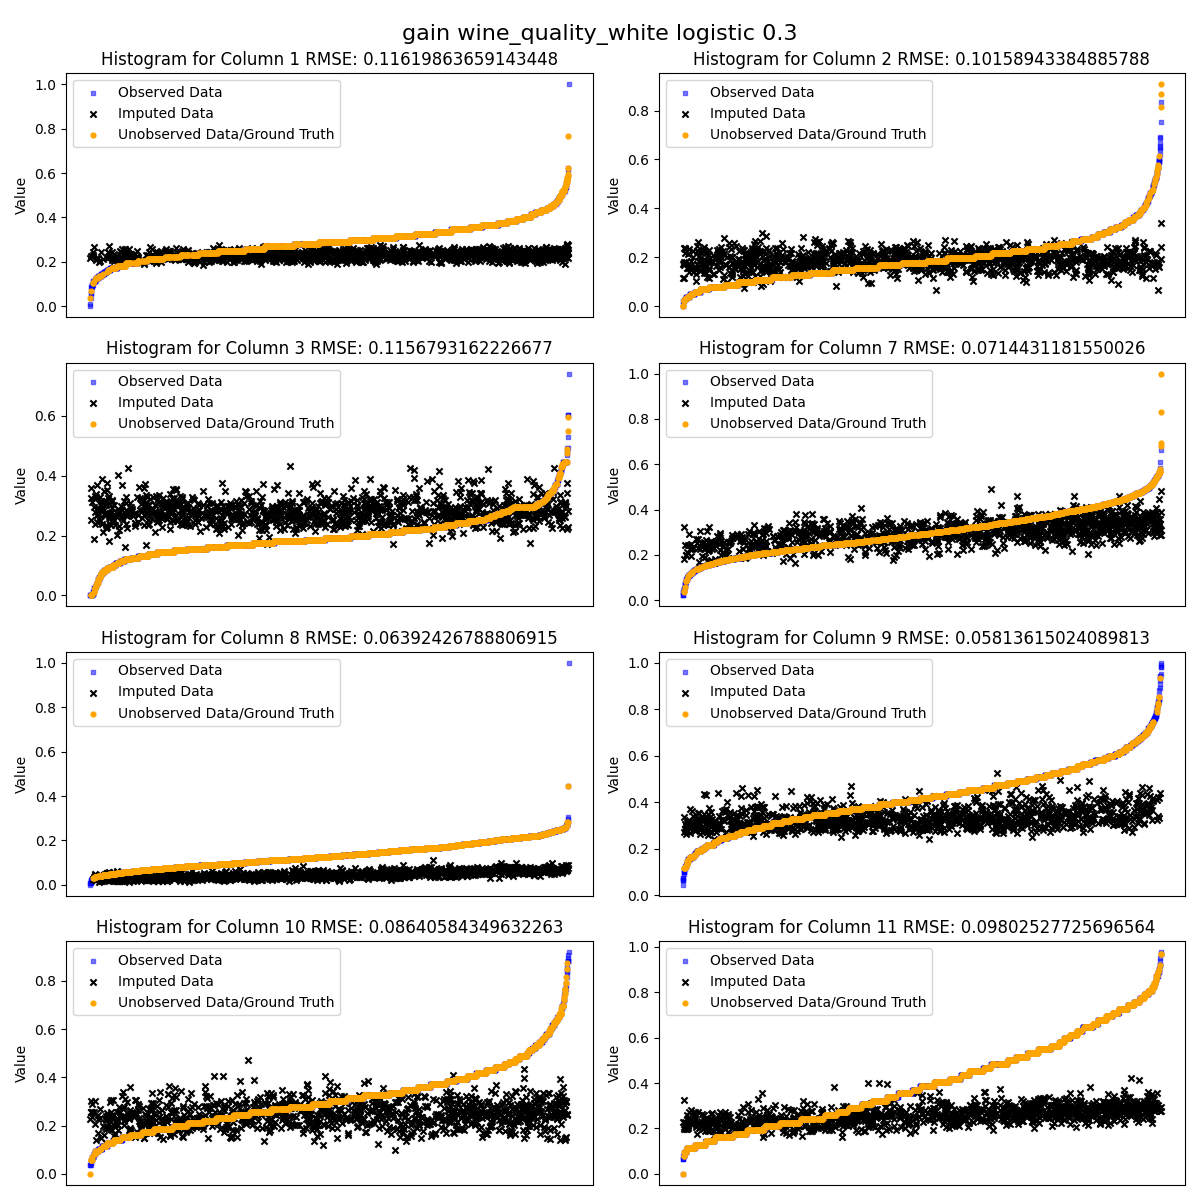 gain wine_quality_white logistic 0.3
Histogram for Column 1 RMSE: 0.11619863659143448
Value
1.0
0.8
0.6
0.4
0.2
0.0
Observed Data
Imputed Data
Unobserved Data/Ground Truth
Histogram for Column 2 RMSE: 0.10158943384885788
Value
0.8
0.6
0.4
0.2
0.0
Observed Data
Imputed Data
Unobserved Data/Ground Truth
Histogram for Column 3 RMSE: 0.1156793162226677
Value
0.6
0.4
0.2
0.0
Observed Data
Imputed Data
Unobserved Data/Ground Truth
Histogram for Column 7 RMSE: 0.0714431181550026
Value
1.0
0.8
0.6
0.4
0.2
0.0
Observed Data
Imputed Data
Unobserved Data/Ground Truth
Histogram for Column 8 RMSE: 0.06392426788806915
Value
1.0
0.8
0.6
0.4
0.2
0.0
Observed Data
Imputed Data
Unobserved Data/Ground Truth
Histogram for Column 9 RMSE: 0.05813615024089813
Value
1.0
0.8
0.6
0.4
0.2
0.0
Observed Data
Imputed Data
Unobserved Data/Ground Truth
Histogram for Column 10 RMSE: 0.08640584349632263
Value
0.8
0.6
0.4
0.2
0.0
Observed Data
Imputed Data
Unobserved Data/Ground Truth
Histogram for Column 11 RMSE: 0.09802527725696564
Value
1.0
0.8
0.6
0.4
0.2
0.0
Observed Data
Imputed Data
Unobserved Data/Ground Truth